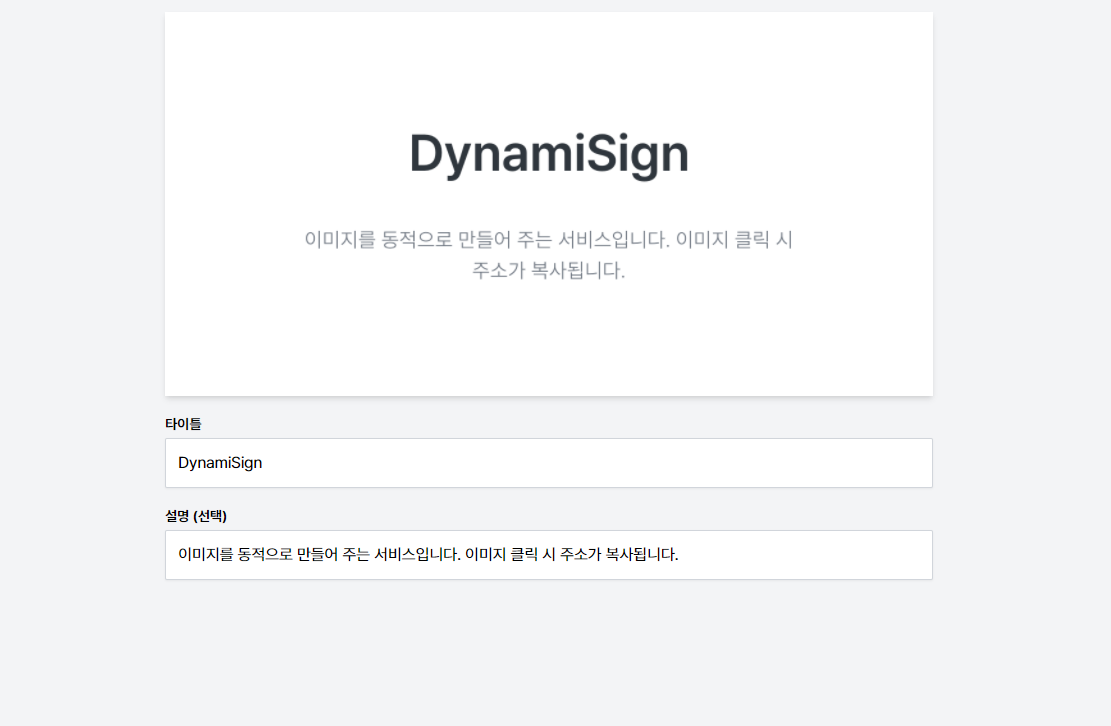 DynamiSign
이미지를 동적으로 만들어 주는 서비스입니다. 이미지 클릭 시
주소가 복사됩니다.
타이틀
DynamiSign
설명 (선택)
이미지를 동적으로 만들어 주는 서비스입니다. 이미지 클릭 시 주소가 복사됩니다.